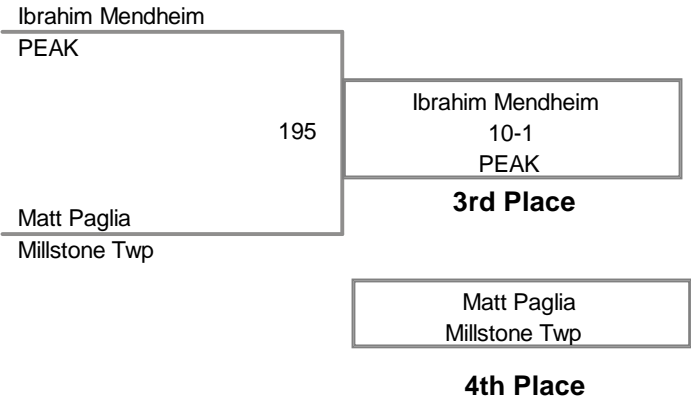 Ibrahim Mendheim
PEAK
195
Ibrahim Mendheim
10-1
PEAK
3rd Place
Matt Paglia
Millstone Twp
Matt Paglia
Millstone Twp
4th Place